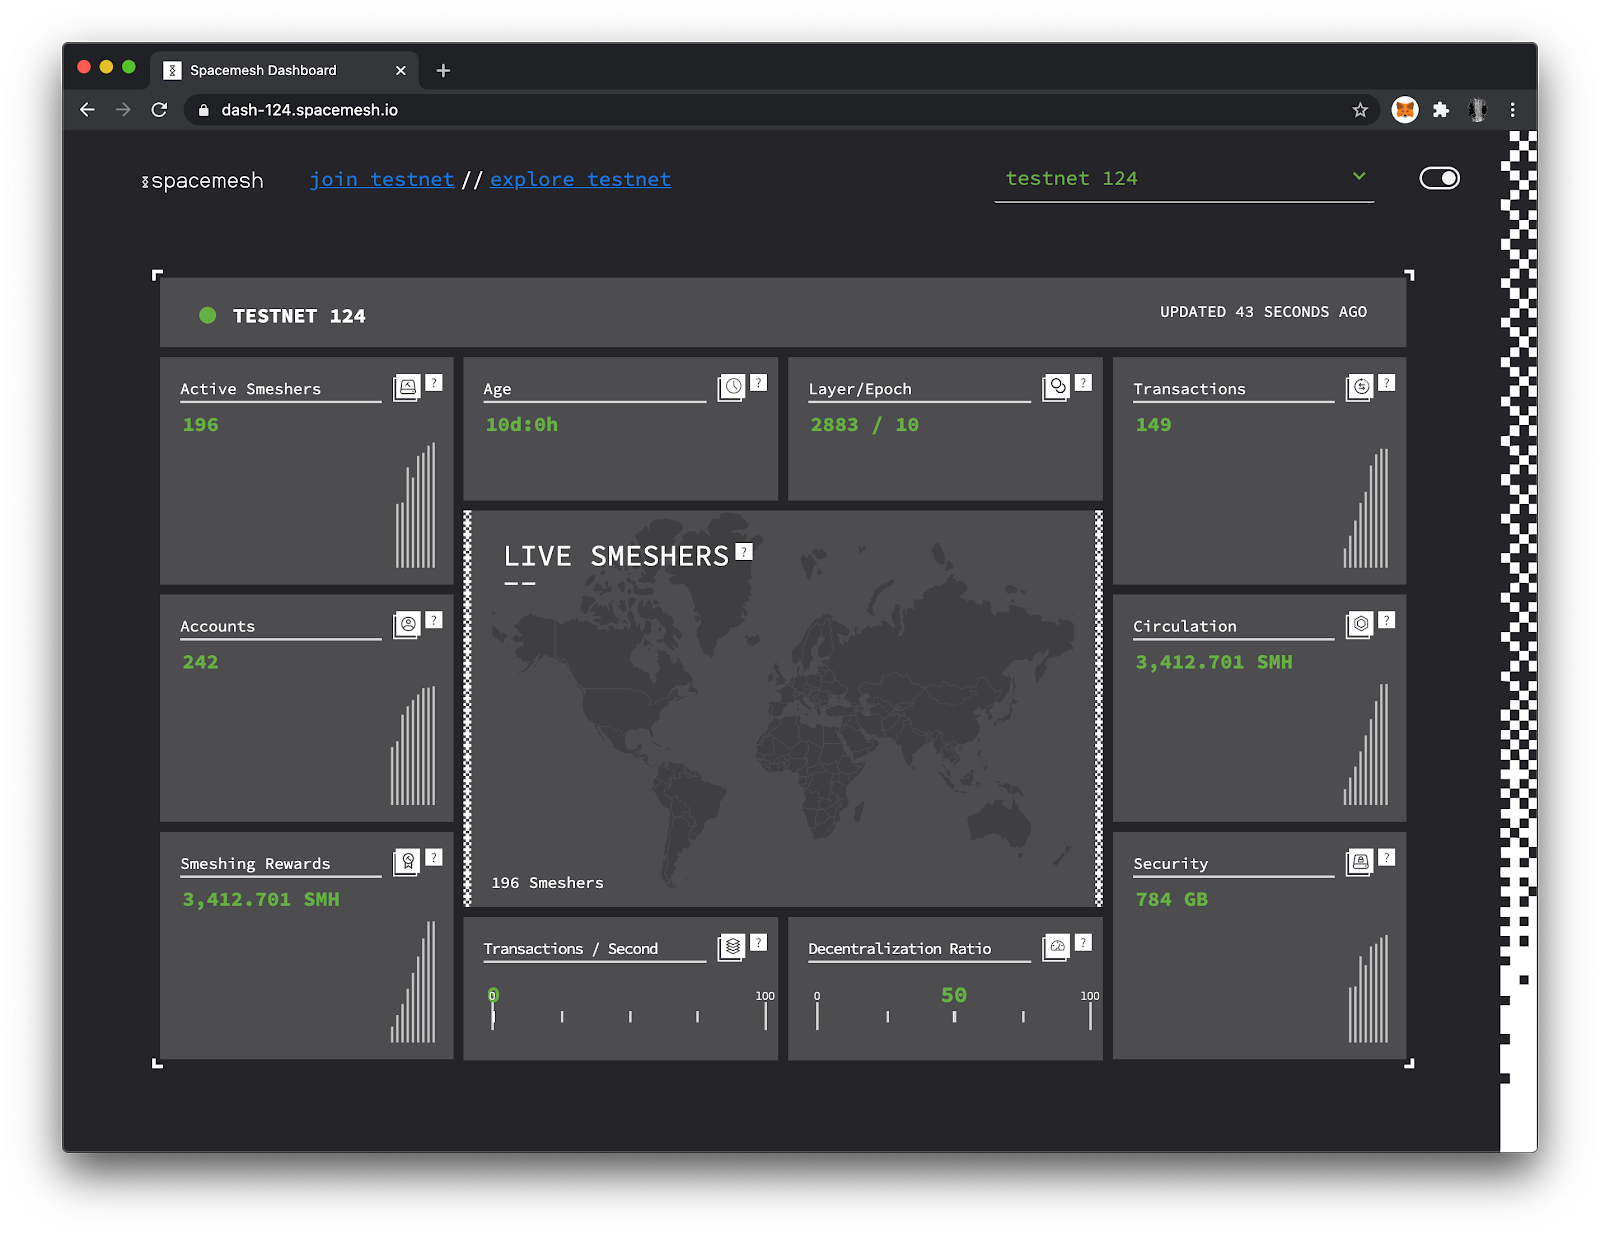 Spacemesh Dashboard
dash-124.spacemesh.io
spacemesh
join testnet // explore testnet
testnet 124
TESTNET 124
UPDATED 43 SECONDS AGO
Active Smeshers ?
196
Age ?
10d:0h
Layer/Epoch ?
2883 / 10
Transactions ?
149
LIVE SMESHERS ?
196 Smeshers
Accounts ?
242
Circulation ?
3,412.701 SMH
Smeshing Rewards ?
3,412.701 SMH
Security ?
784 GB
Transactions / Second ?
0
0 100
Decentralization Ratio ?
50
0 100